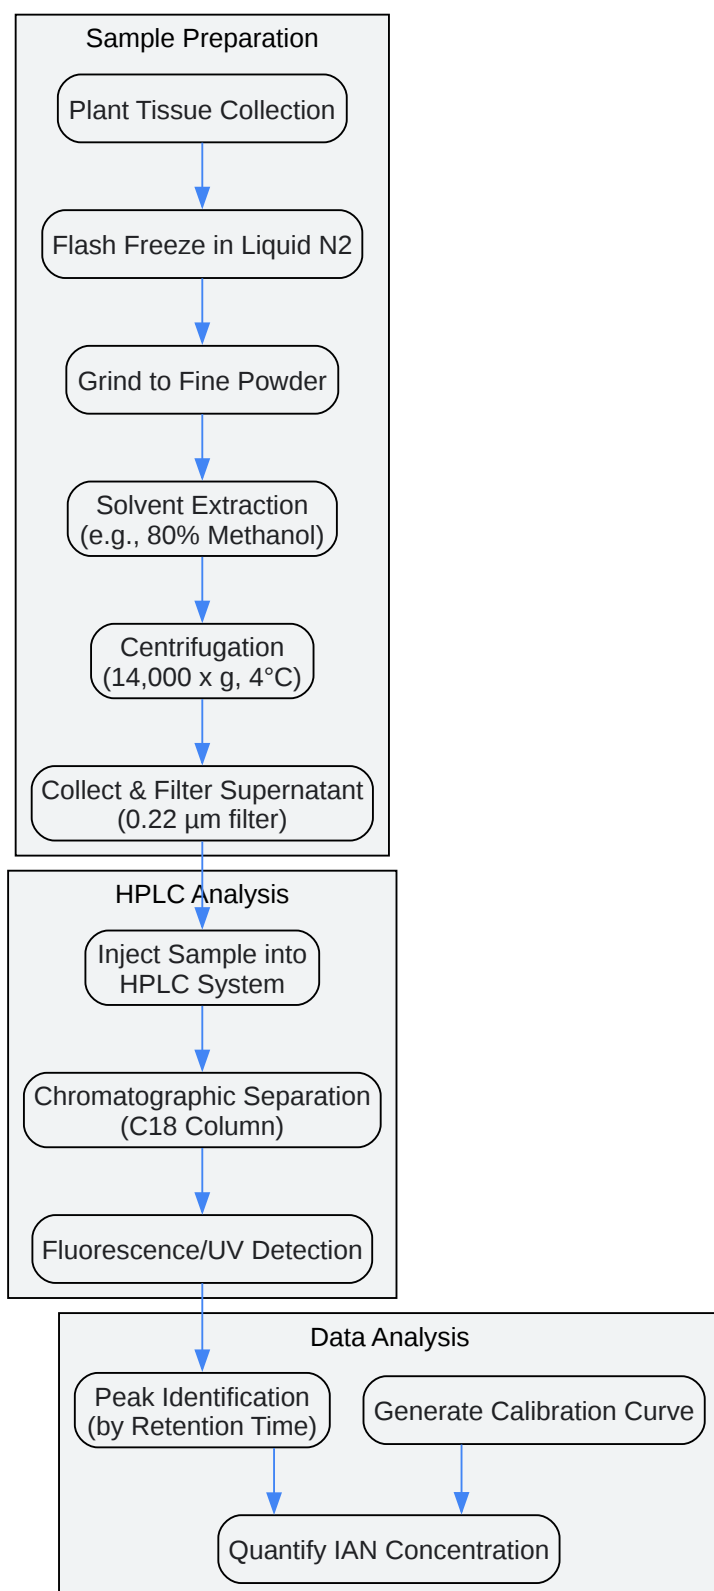 Sample Preparation
Plant Tissue Collection
Flash Freeze in Liquid N2
Grind to Fine Powder
Solvent Extraction
(e.g., 80% Methanol)
Centrifugation
(14,000 x g, 4°C)
Collect & Filter Supernatant
(0.22 µm filter)
HPLC Analysis
Inject Sample into
HPLC System
Chromatographic Separation
(C18 Column)
Fluorescence/UV Detection
Data Analysis
Peak Identification
(by Retention Time)
Generate Calibration Curve
Quantify IAN Concentration